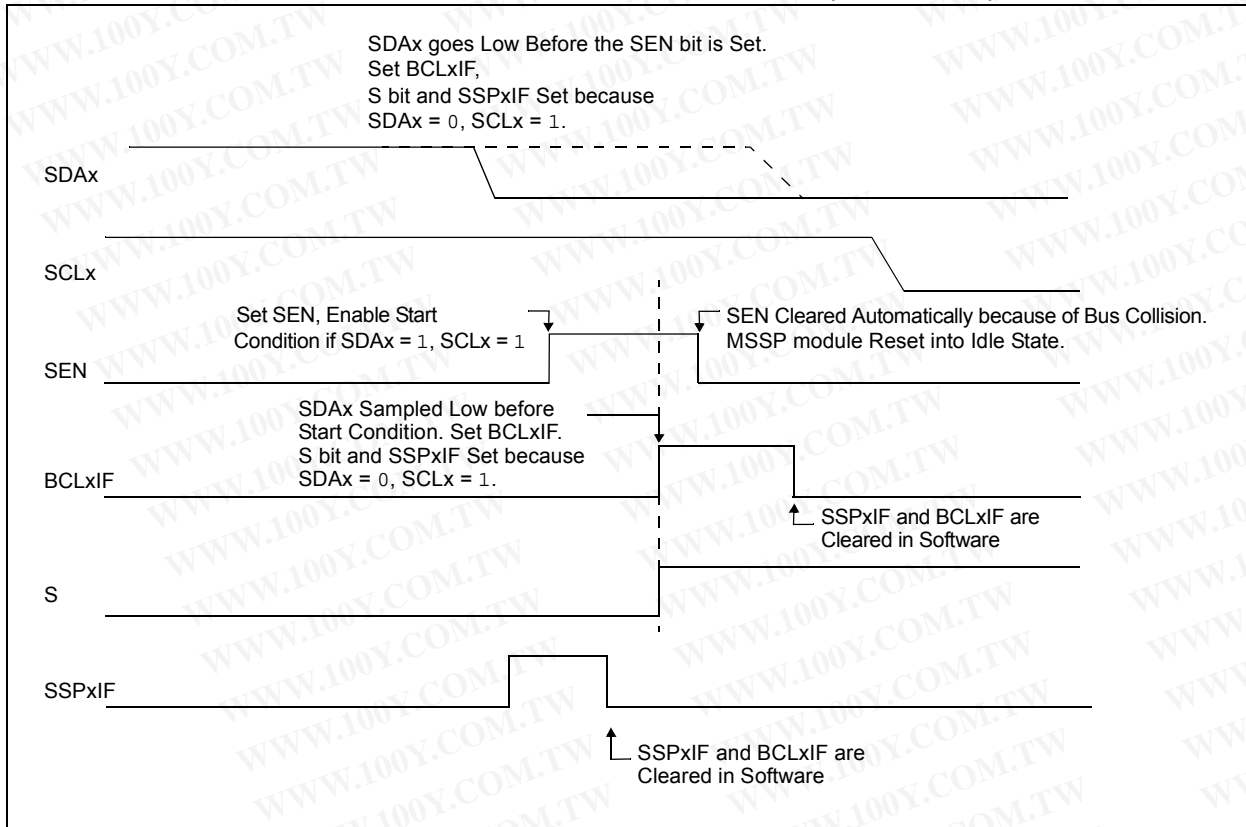 SDAx goes Low Before the SEN bit is Set.
Set BCLxIF,
S bit and SSPxIF Set because
SDAx = 0, SCLx = 1.
SDAx
SCLx
Set SEN, Enable Start
Condition if SDAx = 1, SCLx = 1
SEN Cleared Automatically because of Bus Collision.
MSSP module Reset into Idle State.
SEN
SDAx Sampled Low before
Start Condition. Set BCLxIF.
S bit and SSPxIF Set because
SDAx = 0, SCLx = 1.
BCLxIF
SSPxIF and BCLxIF are
Cleared in Software
S
SSPxIF
SSPxIF and BCLxIF are
Cleared in Software
WWW.100Y.COM.TW